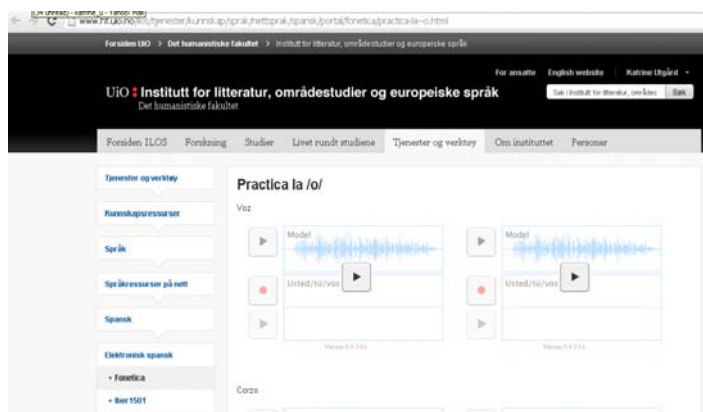 www.hf.uio.no/ilos/tjenester/kunnskap/sprak/nettsprak/spansk/portal/fonetica/practica-la--o.html
Forsiden UiO > Det humanistiske fakultet > Institutt for litteratur, områdestudier og europeiske språk
For ansatte English website Katrine Utgård
UiO Institutt for litteratur, områdestudier og europeiske språk
Søk
Det humanistiske fakultet
Forsiden ILOS Forskning Studier Livet rundt studiene Tjenester og verktøy Om instituttet Personer
Tjenester og verktøy
Practica la /o/
Kunnskapsressurser
Voz
Model Model
Språk
Språkressurser på nett
Usted/tú/vos Usted/tú/vos
Spansk
Elektronisk spansk
• Fonetica
Corzo
• Iber1501